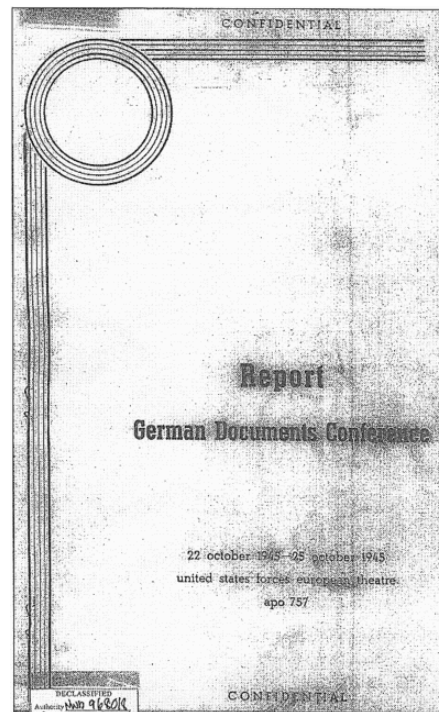 CONFIDENTIAL
Report
German Documents Conference
22 october 1945-25 october 1945
united states forces european theatre
apo 757
DECLASSIFIED
Authority NND 968018
CONFIDENTIAL